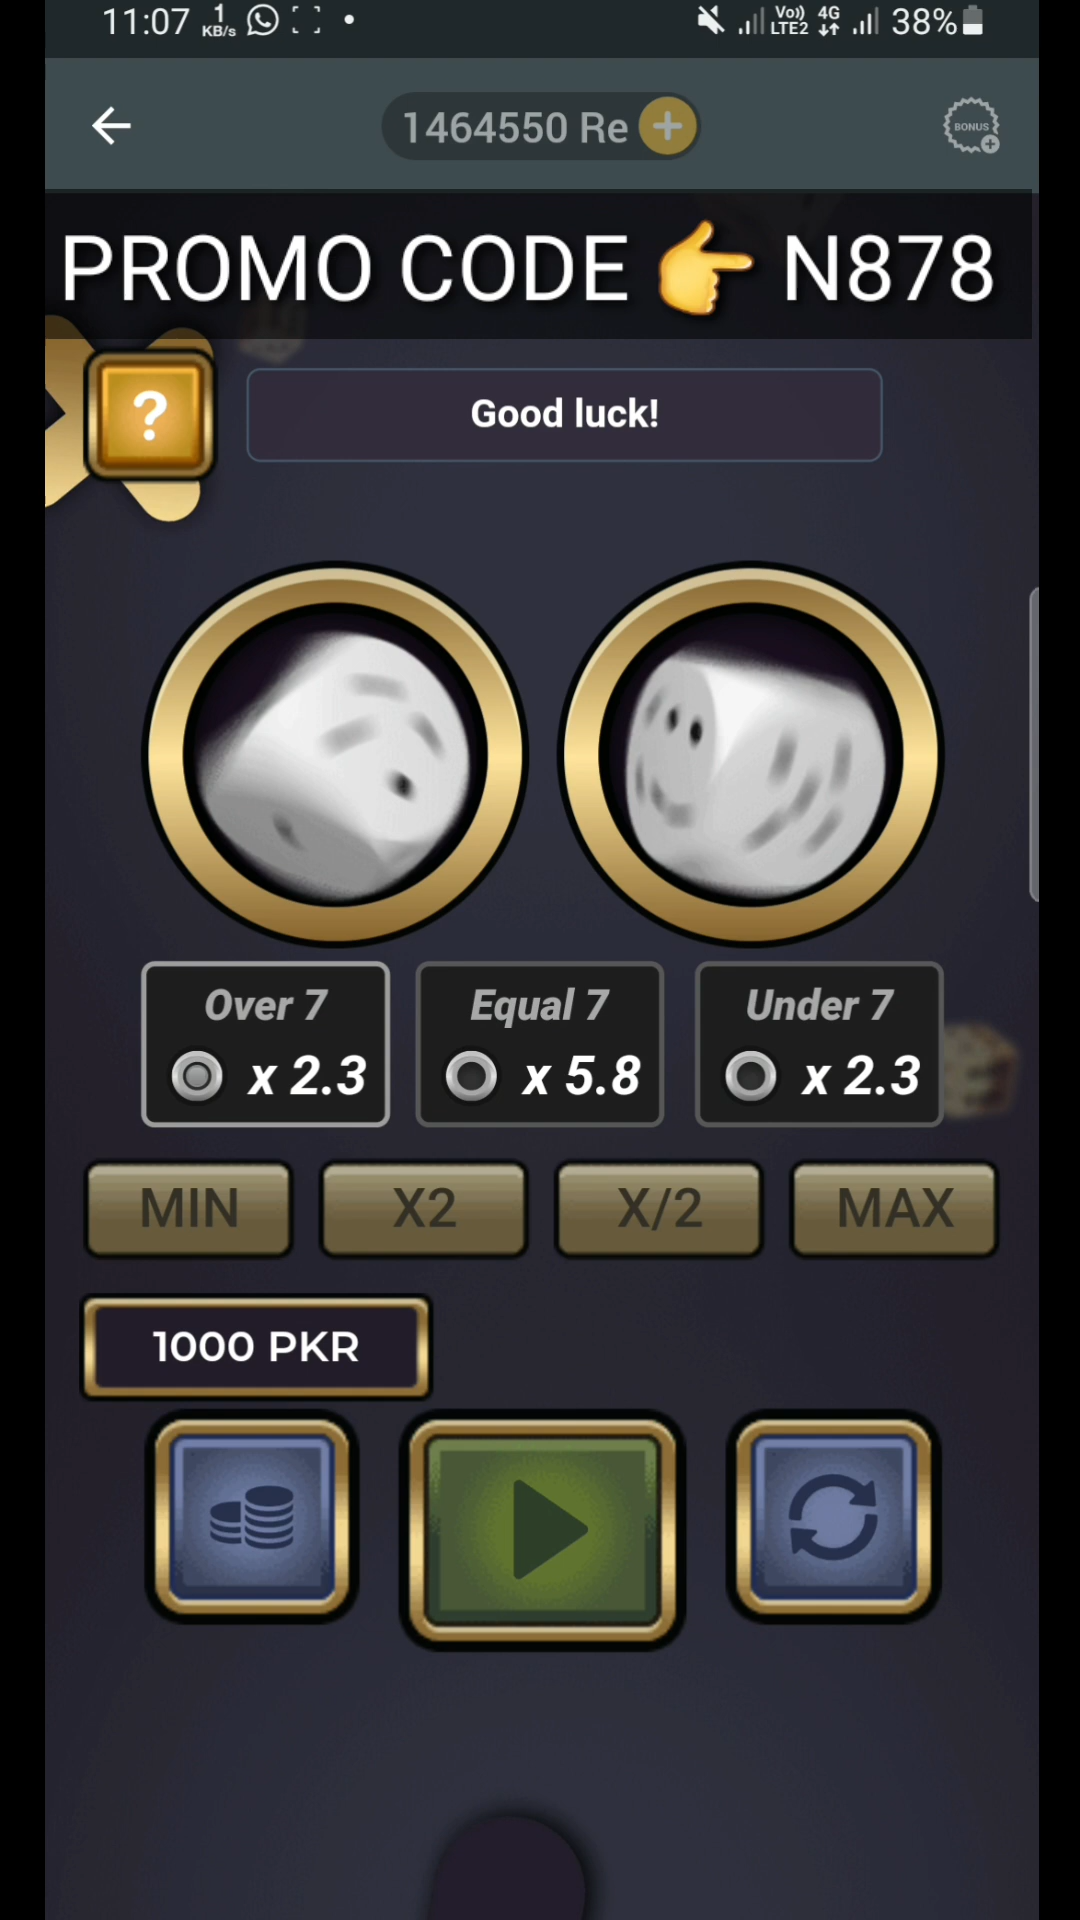 11:07 1 KB/s Vo)) LTE2 4G 38%
1464550 Re
BONUS
PROMO CODE 👉 N878
?
Good luck!
Over 7 Equal 7 Under 7
x 2.3 x 5.8 x 2.3
MIN X2 X/2 MAX
1000 PKR